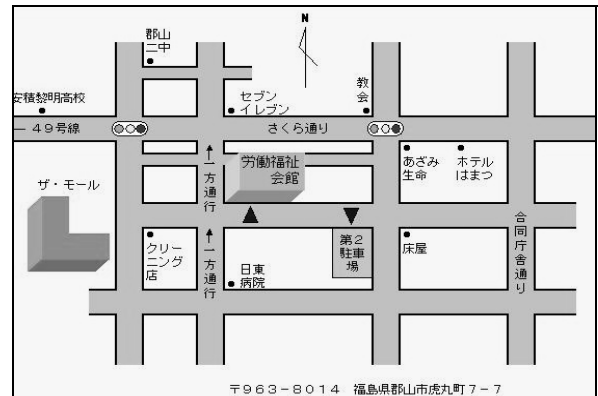 N
郡山
二中
安積黎明高校
セブン
イレブン
教会
― 49号線
さくら通り
労働福祉
会館
あざみ
生命
ホテル
はまつ
ザ・モール
↑一方通行
クリー
ニング
店
↑一方通行
日東
病院
第2
駐車
場
床屋
合同庁舎通り
〒963-8014 福島県郡山市虎丸町7-7